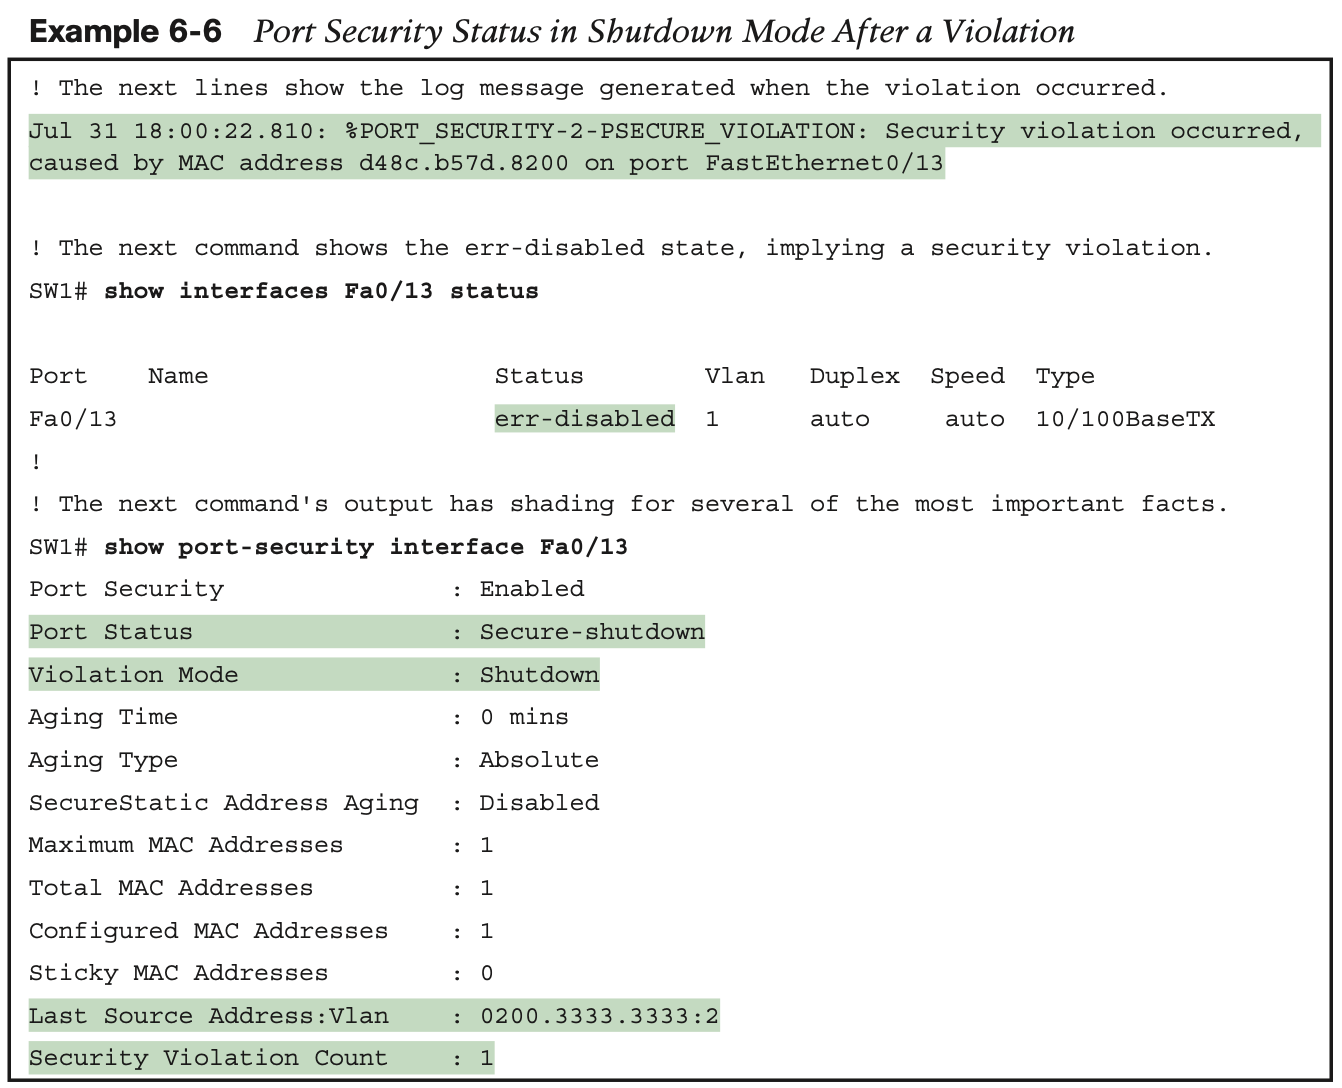 Example 6-6 Port Security Status in Shutdown Mode After a Violation
! The next lines show the log message generated when the violation occurred.
Jul 31 18:00:22.810: %PORT_SECURITY-2-PSECURE_VIOLATION: Security violation occurred,
caused by MAC address d48c.b57d.8200 on port FastEthernet0/13
! The next command shows the err-disabled state, implying a security violation.
SW1# show interfaces Fa0/13 status
Port Name Status Vlan Duplex Speed Type
Fa0/13 err-disabled 1 auto auto 10/100BaseTX
!
! The next command's output has shading for several of the most important facts.
SW1# show port-security interface Fa0/13
Port Security : Enabled
Port Status : Secure-shutdown
Violation Mode : Shutdown
Aging Time : 0 mins
Aging Type : Absolute
SecureStatic Address Aging : Disabled
Maximum MAC Addresses : 1
Total MAC Addresses : 1
Configured MAC Addresses : 1
Sticky MAC Addresses : 0
Last Source Address:Vlan : 0200.3333.3333:2
Security Violation Count : 1